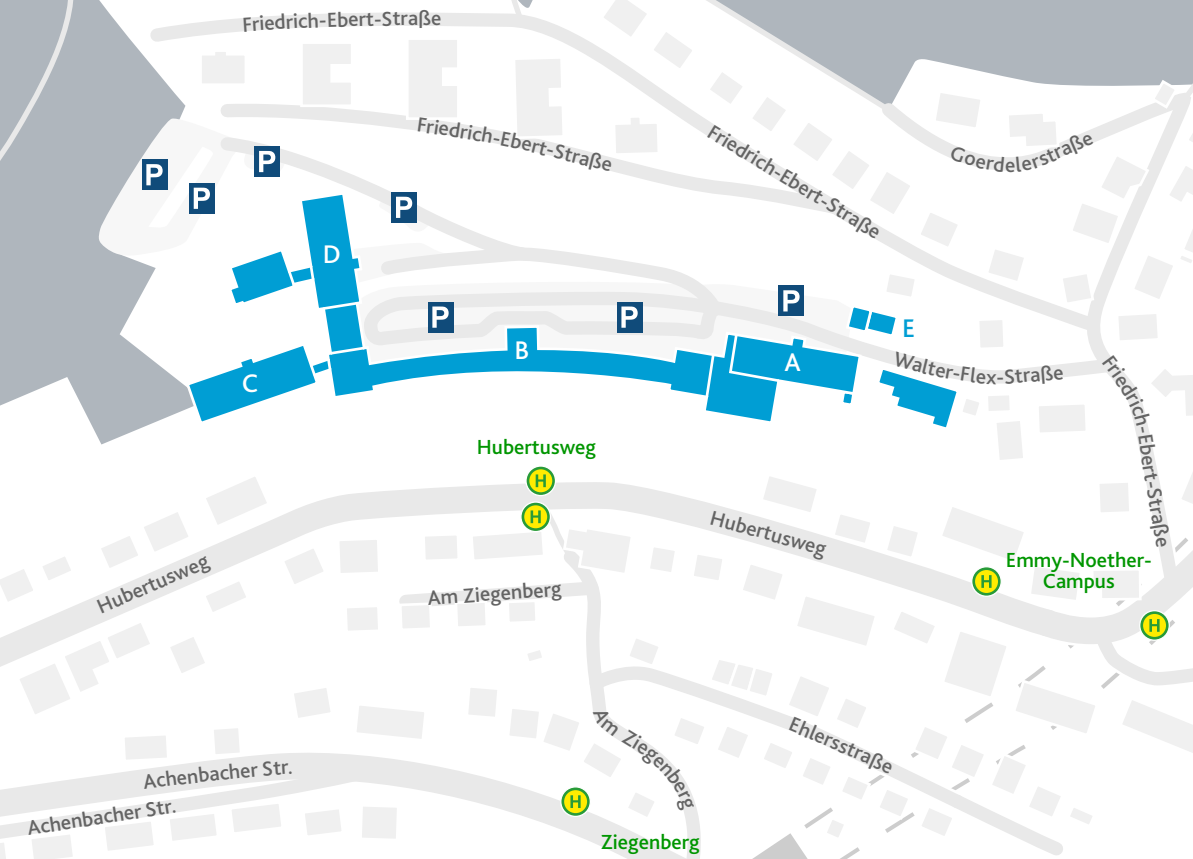 Friedrich-Ebert-Straße
Friedrich-Ebert-Straße
Friedrich-Ebert-Straße
Goerdelerstraße
P
P
P
P
D
P
P
P
E
B
A
C
Walter-Flex-Straße
Friedrich-Ebert-Straße
Hubertusweg
H
H
Hubertusweg
Hubertusweg
Emmy-Noether-
Campus
H
H
Am Ziegenberg
Am Ziegenberg
Ehlersstraße
Achenbacher Str.
Achenbacher Str.
H
Ziegenberg